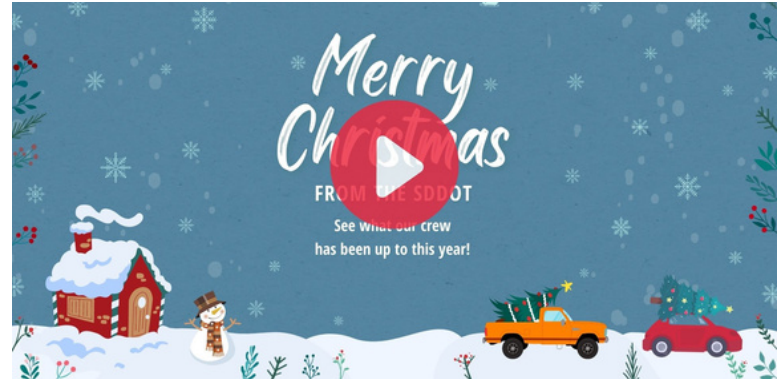 Merry
Christmas
FROM THE SDDOT
See what our crew
has been up to this year!